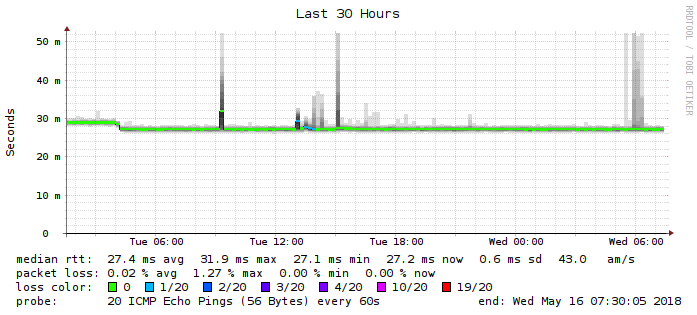 Last 30 Hours
RRDTOOL / TOBI OETIKER
Seconds
50 m
40 m
30 m
20 m
10 m
0
Tue 06:00 Tue 12:00 Tue 18:00 Wed 00:00 Wed 06:00
median rtt: 27.4 ms avg 31.9 ms max 27.1 ms min 27.2 ms now 0.6 ms sd 43.0 am/s
packet loss: 0.02 % avg 1.27 % max 0.00 % min 0.00 % now
loss color: 0 1/20 2/20 3/20 4/20 10/20 19/20
probe: 20 ICMP Echo Pings (56 Bytes) every 60s end: Wed May 16 07:30:05 2018